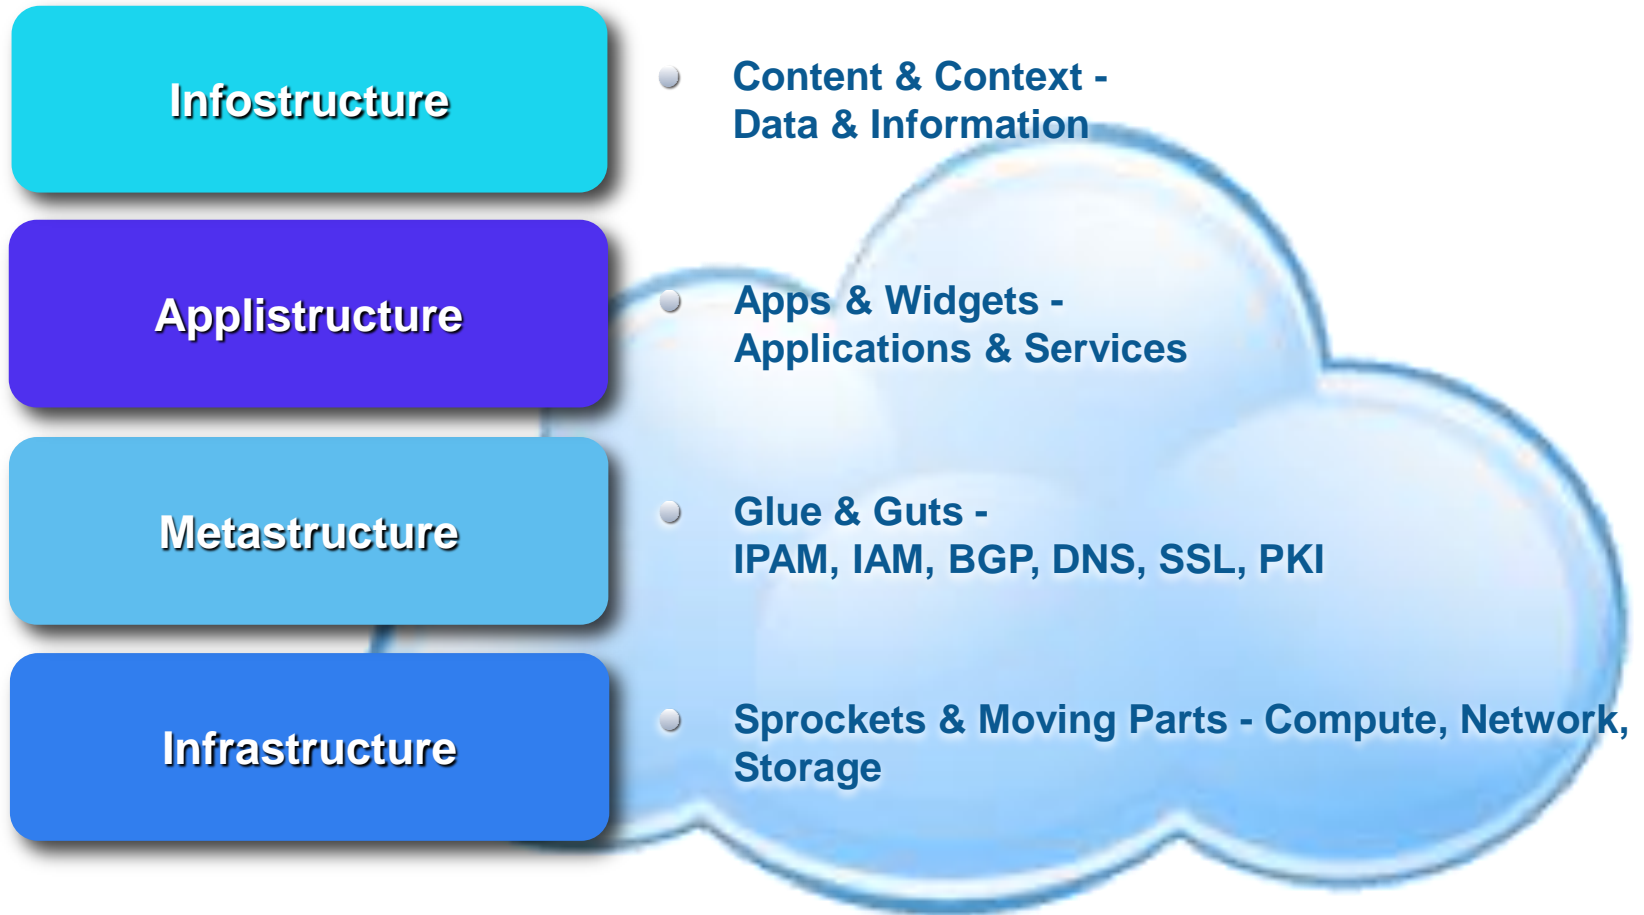 Infostructure
Content & Context -
Data & Information
Applistructure
Apps & Widgets -
Applications & Services
Metastructure
Glue & Guts -
IPAM, IAM, BGP, DNS, SSL, PKI
Infrastructure
Sprockets & Moving Parts - Compute, Network,
Storage